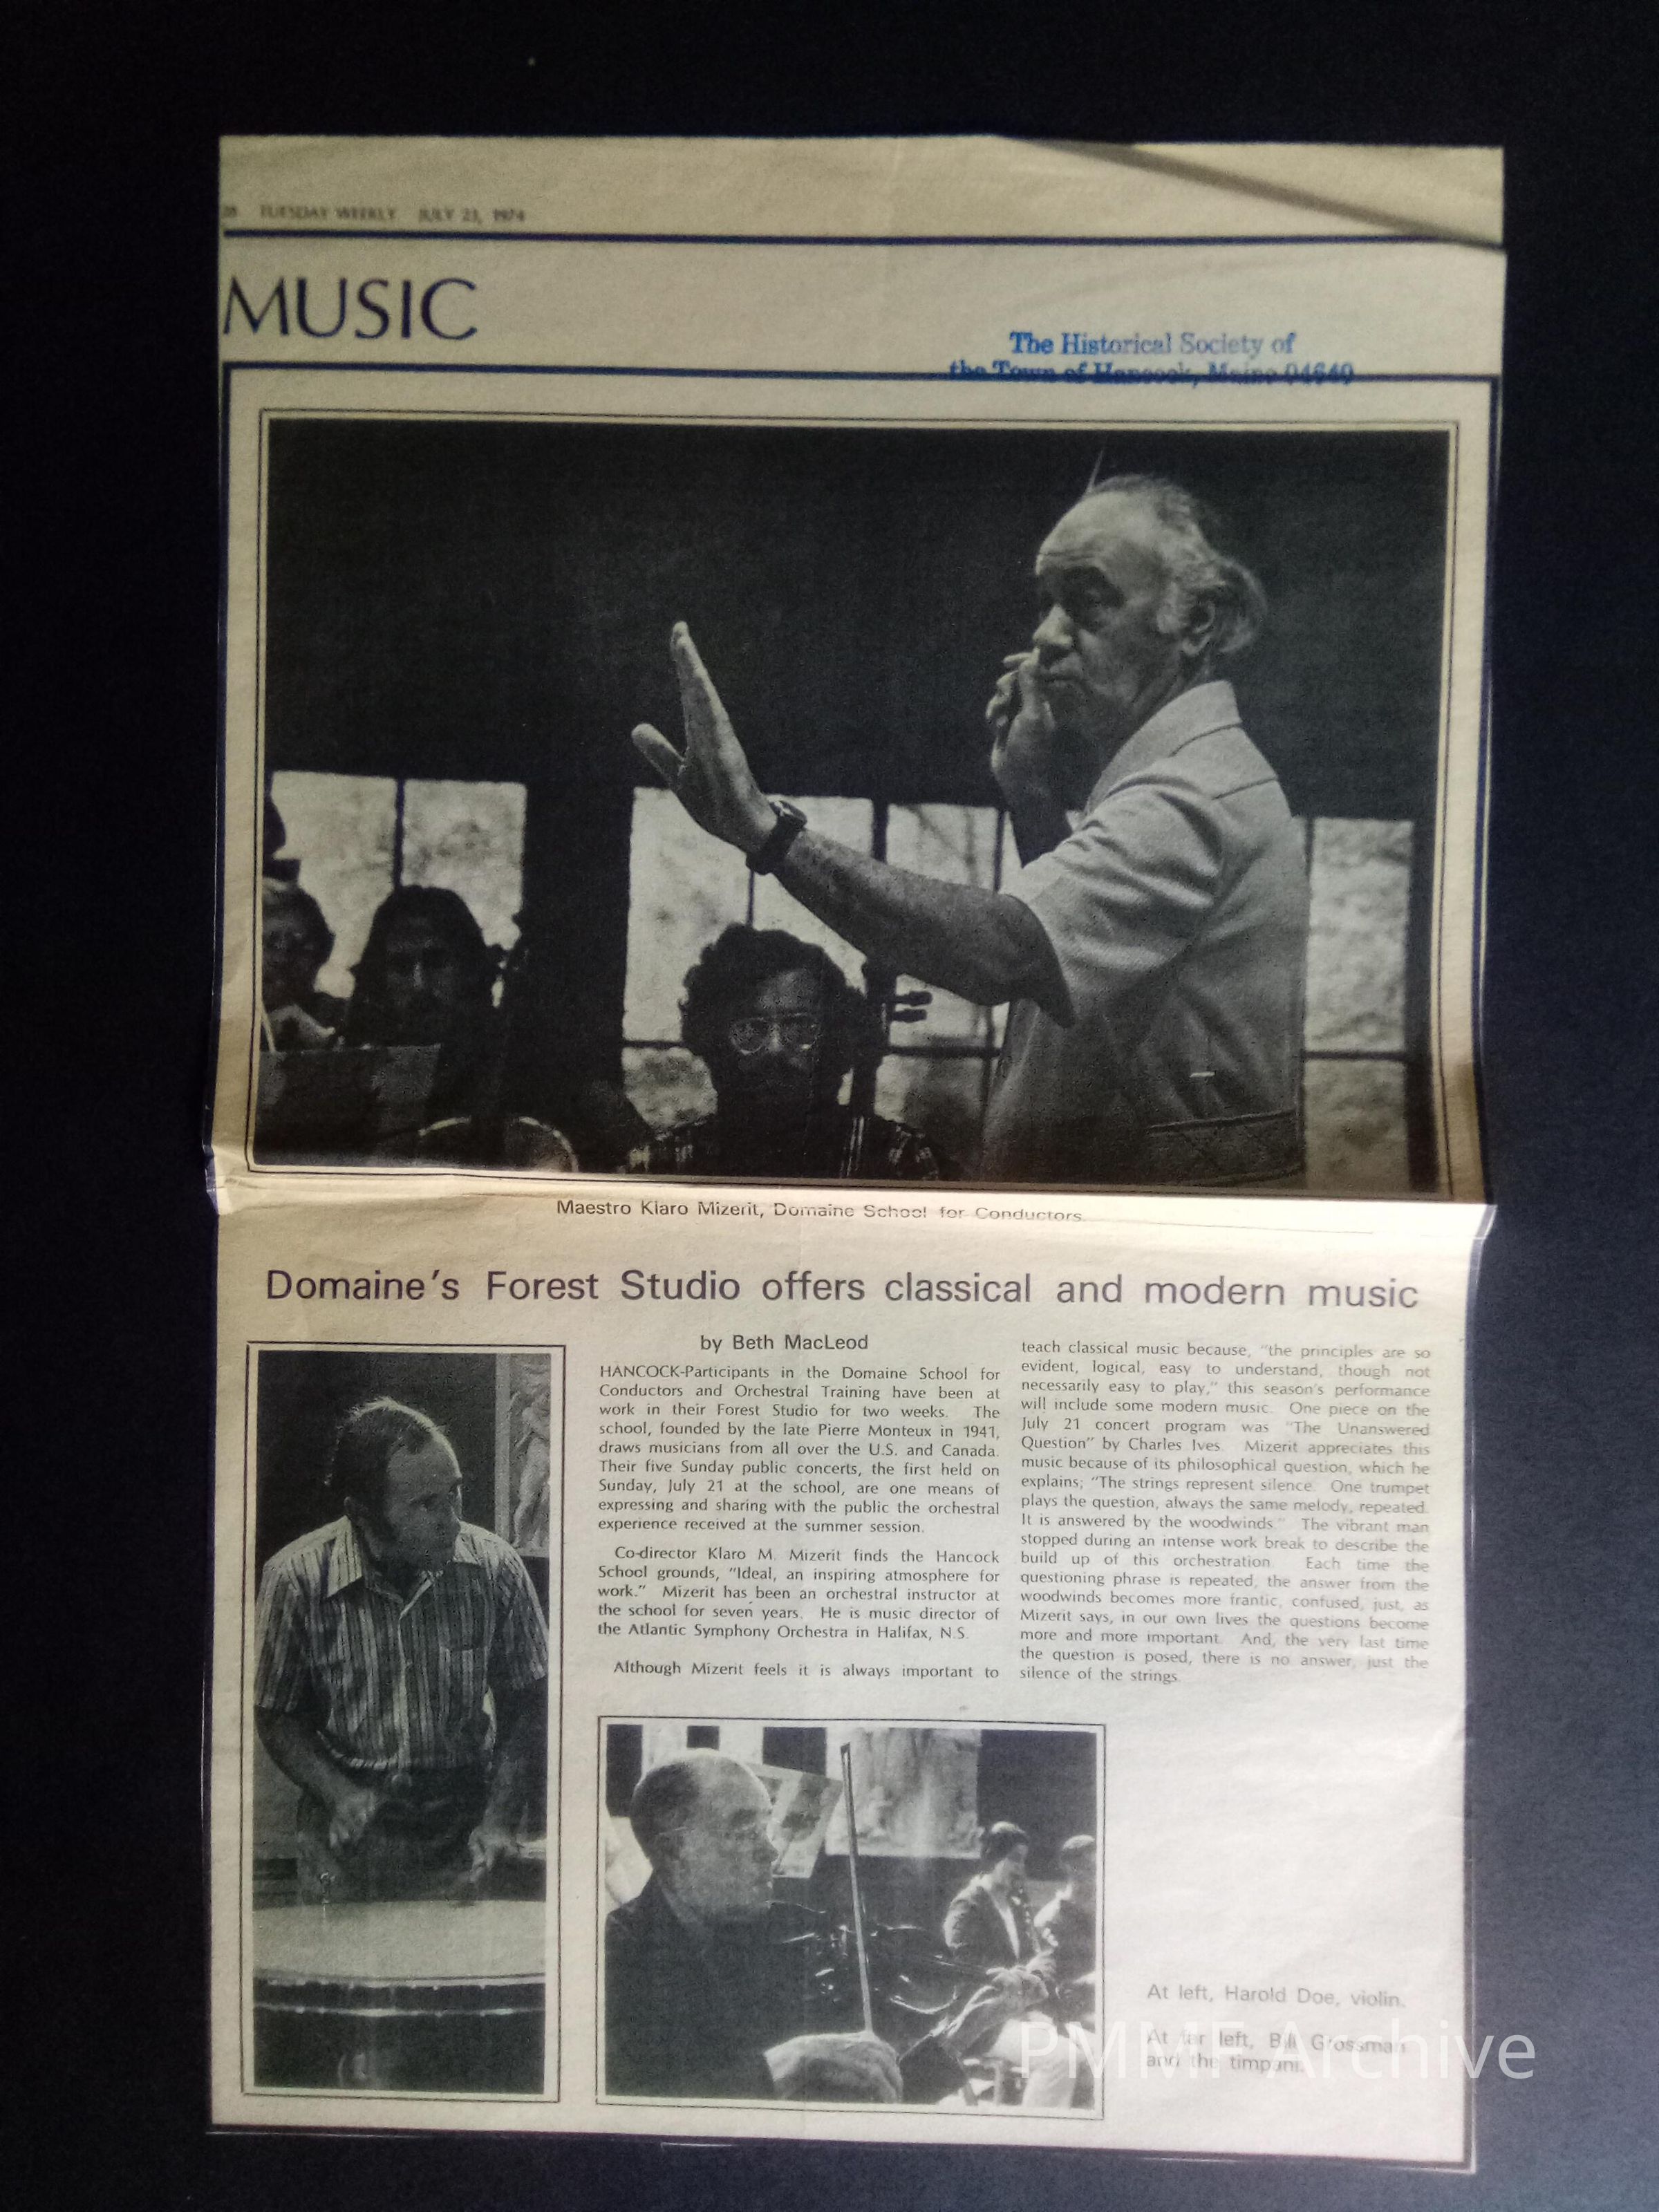 28 TUESDAY WEEKLY JULY 23, 1974
MUSIC
The Historical Society of
the Town of Hancock, Maine 04640
Maestro Klaro Mizerit, Domaine School for Conductors.
Domaine's Forest Studio offers classical and modern music
by Beth MacLeod
HANCOCK-Participants in the Domaine School for
Conductors and Orchestral Training have been at
work in their Forest Studio for two weeks. The
school, founded by the late Pierre Monteux in 1941,
draws musicians from all over the U.S. and Canada.
Their five Sunday public concerts, the first held on
Sunday, July 21 at the school, are one means of
expressing and sharing with the public the orchestral
experience received at the summer session.
Co-director Klaro M. Mizerit finds the Hancock
School grounds, "Ideal, an inspiring atmosphere for
work." Mizerit has been an orchestral instructor at
the school for seven years. He is music director of
the Atlantic Symphony Orchestra in Halifax, N.S.
Although Mizerit feels it is always important to
teach classical music because, "the principles are so
evident, logical, easy to understand, though not
necessarily easy to play," this season's performance
will include some modern music. One piece on the
July 21 concert program was "The Unanswered
Question" by Charles Ives. Mizerit appreciates this
music because of its philosophical question, which he
explains; "The strings represent silence. One trumpet
plays the question, always the same melody, repeated.
It is answered by the woodwinds." The vibrant man
stopped during an intense work break to describe the
build up of this orchestration. Each time the
questioning phrase is repeated, the answer from the
woodwinds becomes more frantic, confused, just, as
Mizerit says, in our own lives the questions become
more and more important. And, the very last time
the question is posed, there is no answer, just the
silence of the strings.
At left, Harold Doe, violin.
At far left, Bill Grossman
and the timpani.
PMMF Archive